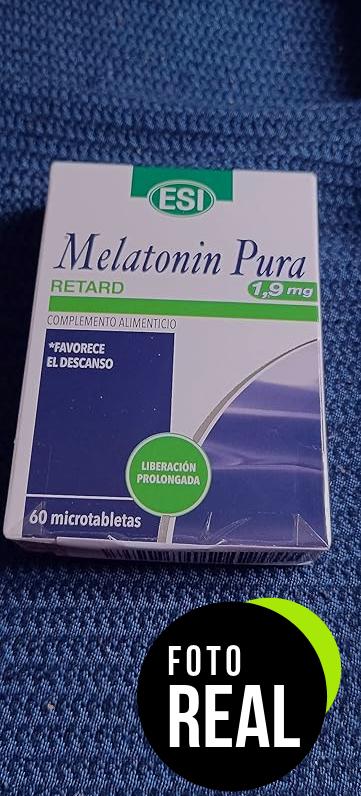 ESI
Melatonin Pura
RETARD
1,9 mg
COMPLEMENTO ALIMENTICIO
*FAVORECE
EL DESCANSO
LIBERACIÓN
PROLONGADA
60 microtabletas
FOTO
REAL